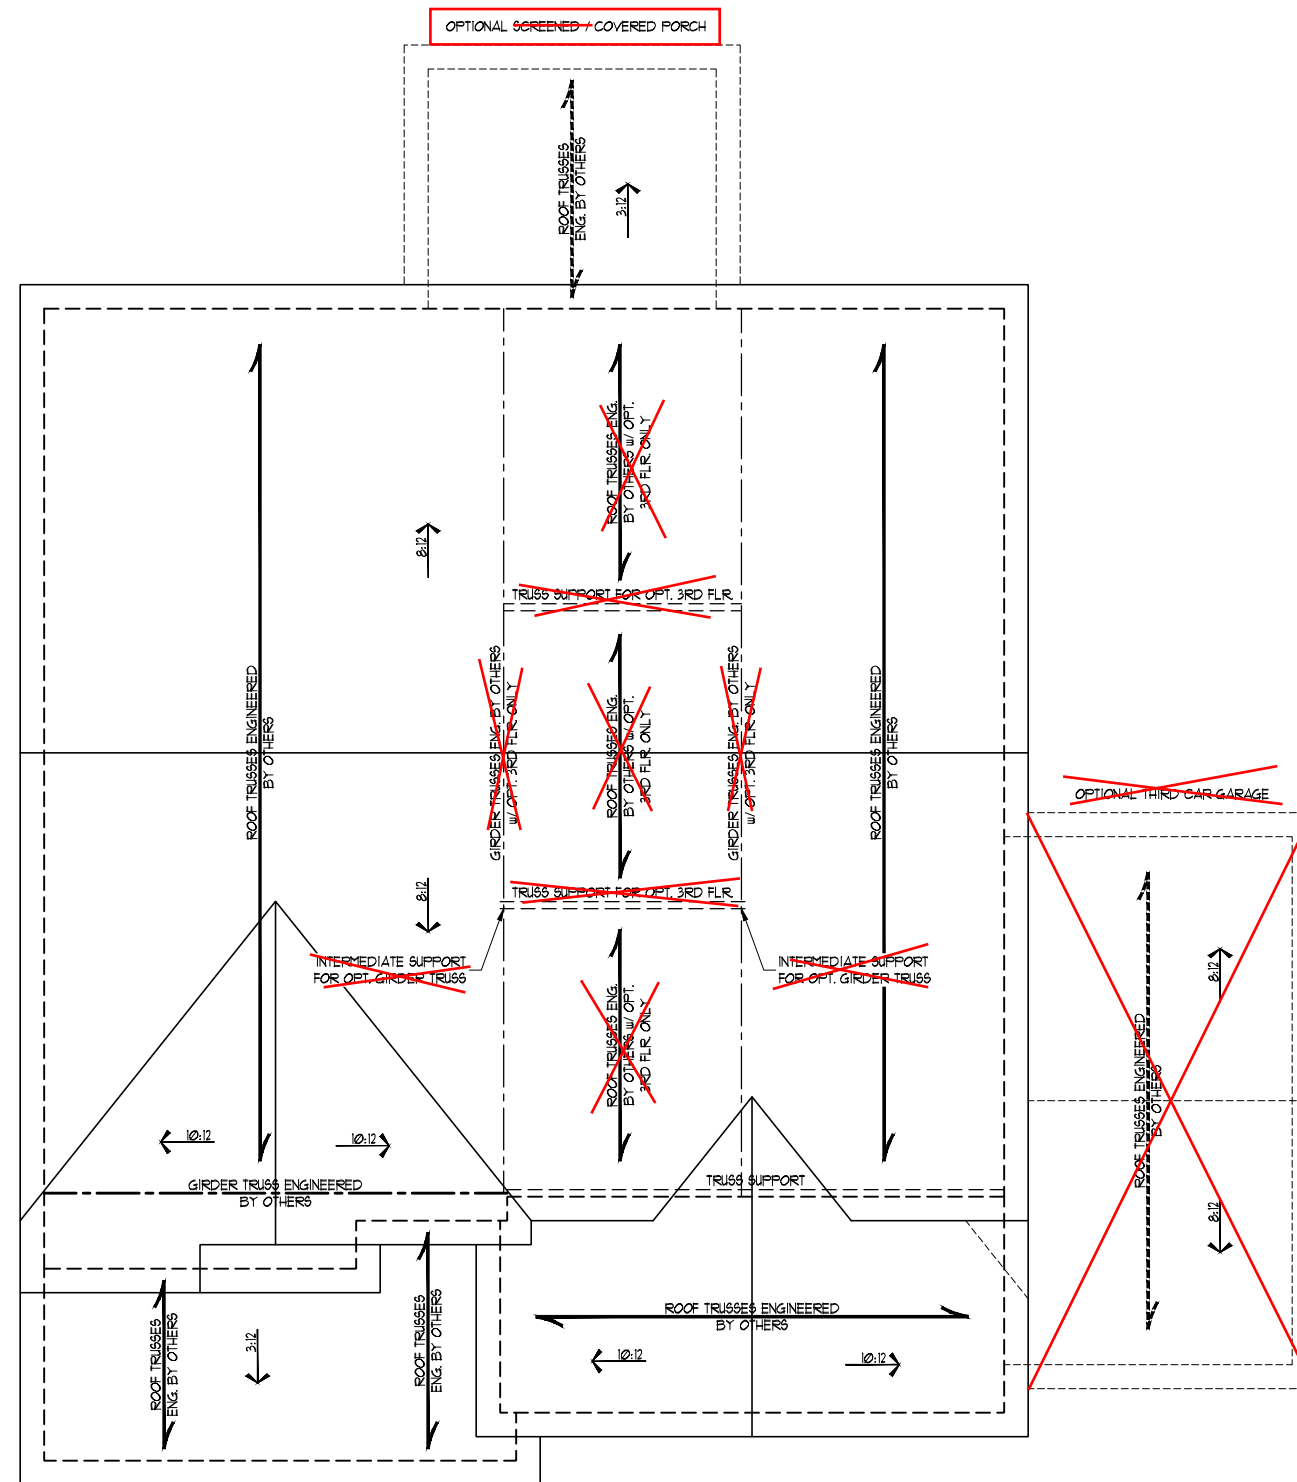 OPTIONAL SCREENED / COVERED PORCH
ROOF TRUSSES
ENG. BY OTHERS
3:12
ROOF TRUSSES ENG.
BY OTHERS w/ OPT.
3RD FLR ONLY
8:12
TRUSS SUPPORT FOR OPT. 3RD FLR.
ROOF TRUSSES ENGINEERED
BY OTHERS
GIRDER TRUSSES ENG. BY OTHERS
w/ OPT. 3RD FLR ONLY
ROOF TRUSSES ENG.
BY OTHERS w/ OPT.
3RD FLR ONLY
GIRDER TRUSSES ENG. BY OTHERS
w/ OPT. 3RD FLR ONLY
ROOF TRUSSES ENGINEERED
BY OTHERS
OPTIONAL THIRD CAR GARAGE
8:12
TRUSS SUPPORT FOR OPT. 3RD FLR.
INTERMEDIATE SUPPORT
FOR OPT. GIRDER TRUSS
INTERMEDIATE SUPPORT
FOR OPT. GIRDER TRUSS
8:12
ROOF TRUSSES ENG.
BY OTHERS w/ OPT.
3RD FLR ONLY
ROOF TRUSSES ENGINEERED
BY OTHERS
10:12
10:12
GIRDER TRUSS ENGINEERED
BY OTHERS
TRUSS SUPPORT
8:12
ROOF TRUSSES
ENG. BY OTHERS
3:12
ROOF TRUSSES
ENG. BY OTHERS
ROOF TRUSSES ENGINEERED
BY OTHERS
10:12
10:12